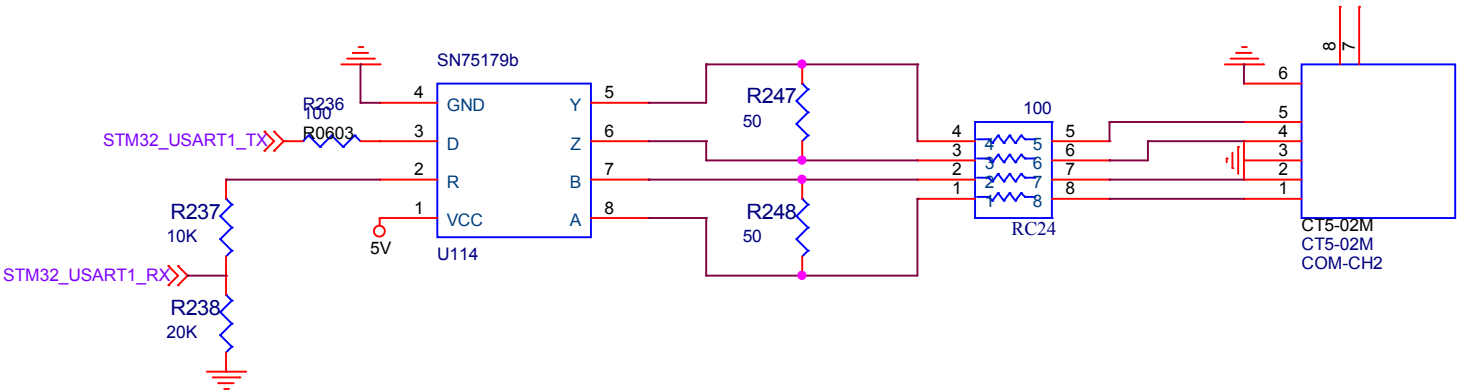 SN75179b
R236
100
R0603
STM32_USART1_TX
4
GND
3
D
2
R
1
VCC
5V
U114
Y
5
Z
6
B
7
A
8
R237
10K
STM32_USART1_RX
R238
20K
R247
50
R248
50
100
4
4
5
5
3
3
6
6
2
2
7
7
1
1
8
8
RC24
8
7
6
5
4
3
2
1
CT5-02M
CT5-02M
COM-CH2